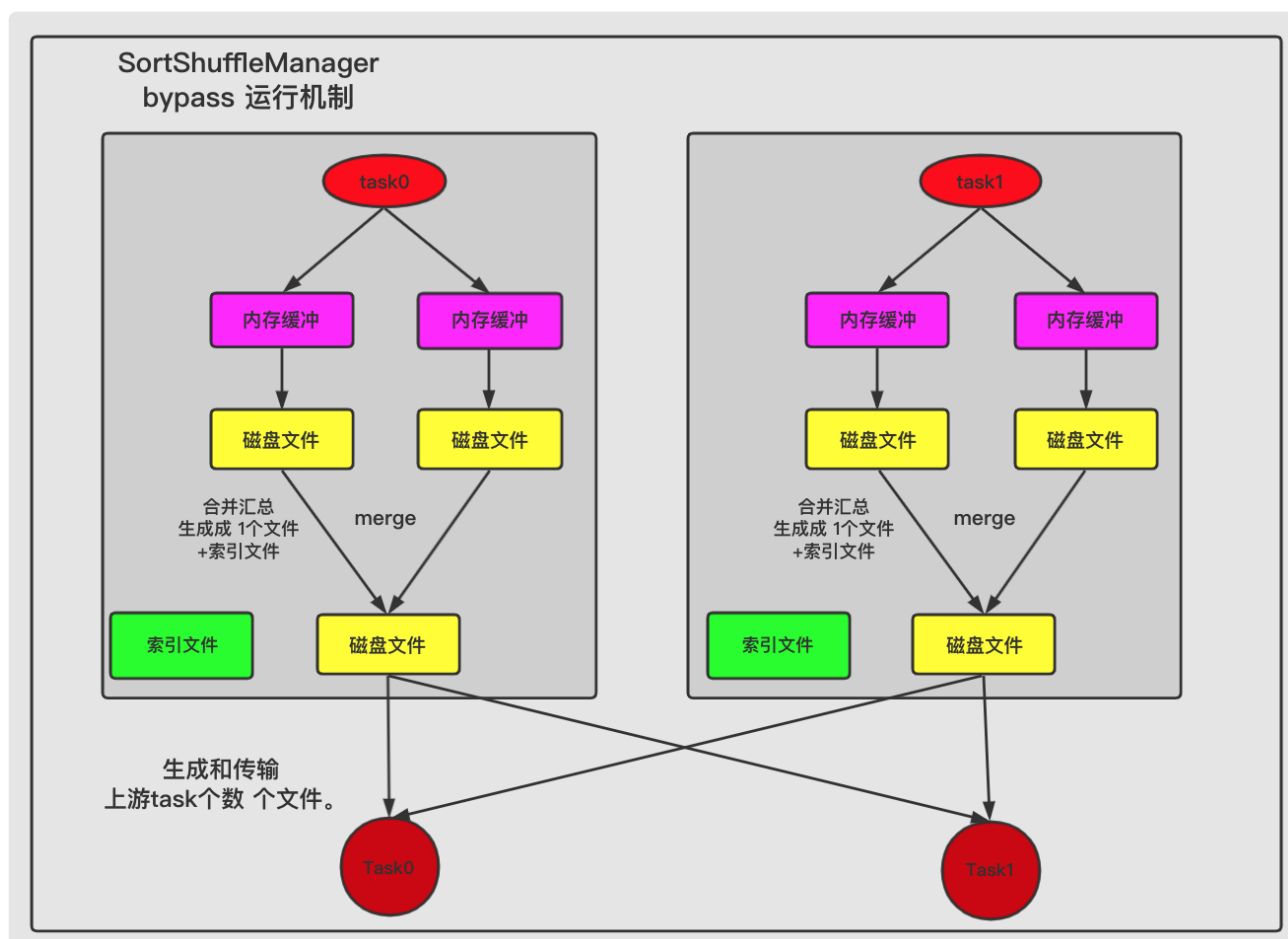 SortShuffleManager
bypass 运行机制
task0
task1
内存缓冲
内存缓冲
内存缓冲
内存缓冲
磁盘文件
磁盘文件
磁盘文件
磁盘文件
合并汇总
生成成 1个文件
+索引文件
merge
合并汇总
生成成 1个文件
+索引文件
merge
索引文件
磁盘文件
索引文件
磁盘文件
生成和传输
上游task个数 个文件。
Task0
Task1